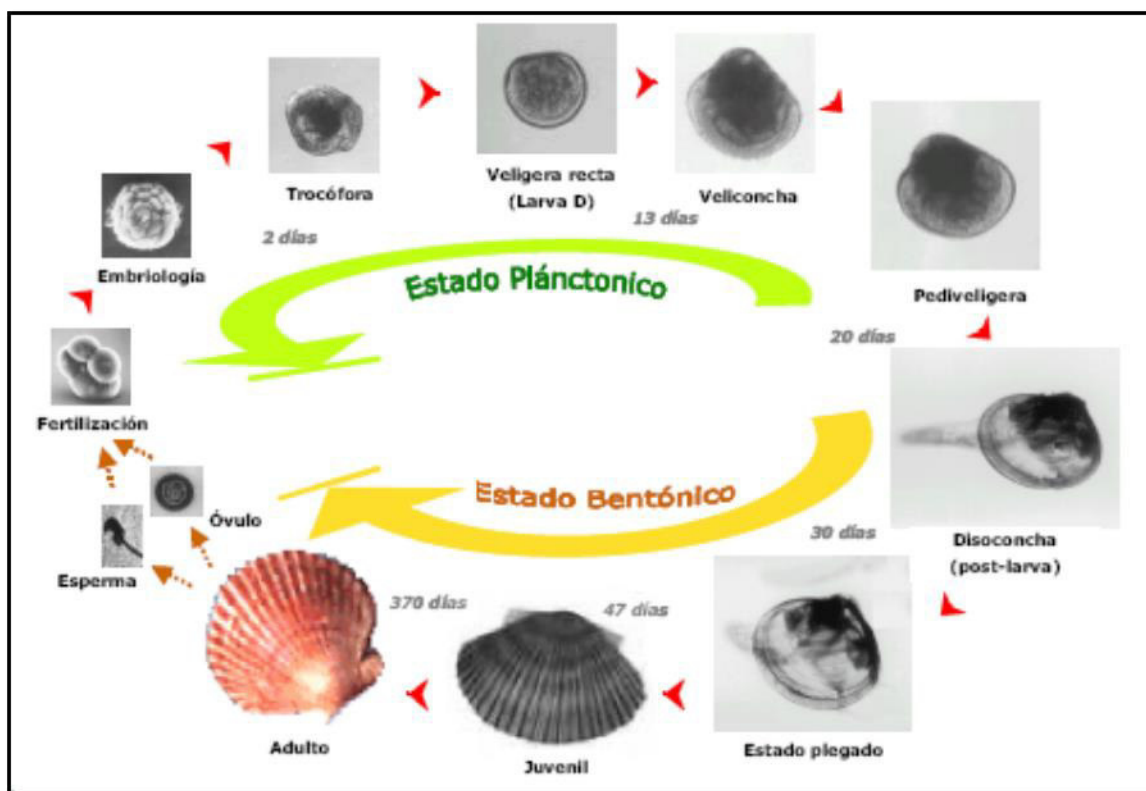 Trocófora
Veligera recta
(Larva D)
Veliconcha
Pediveligera
Embriología
2 días
13 días
Estado Plánctonico
20 días
Fertilización
Óvulo
Esperma
Estado Bentónico
30 días
Disoconcha
(post-larva)
370 días
47 días
Adulto
Juvenil
Estado plegado